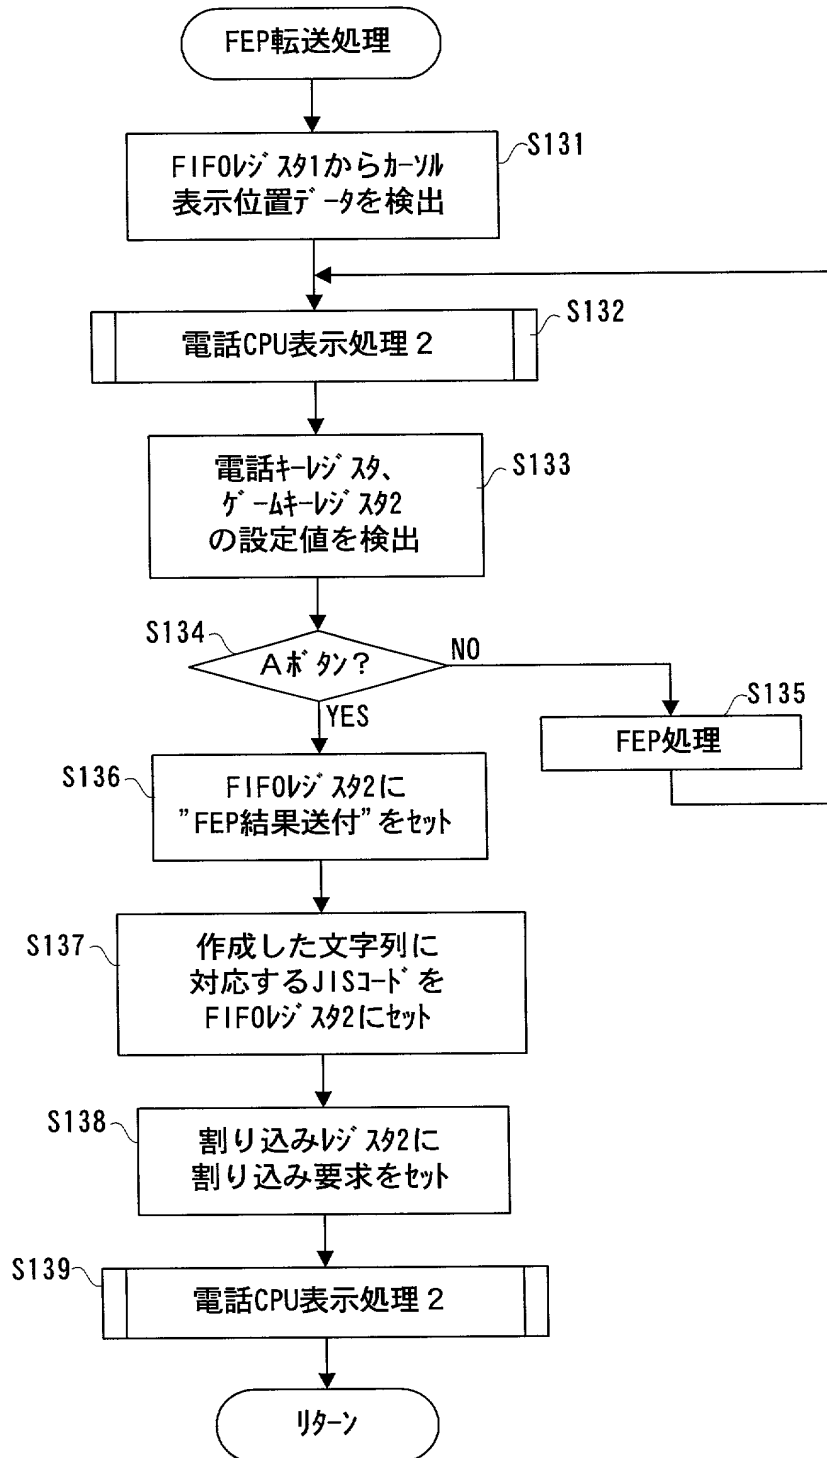 FEP転送処理
S131
FIFOレジスタ1からカーソル
表示位置データを検出
S132
電話CPU表示処理2
S133
電話キーレジスタ、
ゲームキーレジスタ2
の設定値を検出
S134
Aボタン?
NO
YES
S135
FEP処理
S136
FIFOレジスタ2に
”FEP結果送付”をセット
S137
作成した文字列に
対応するJISコードを
FIFOレジスタ2にセット
S138
割り込みレジスタ2に
割り込み要求をセット
S139
電話CPU表示処理2
リターン